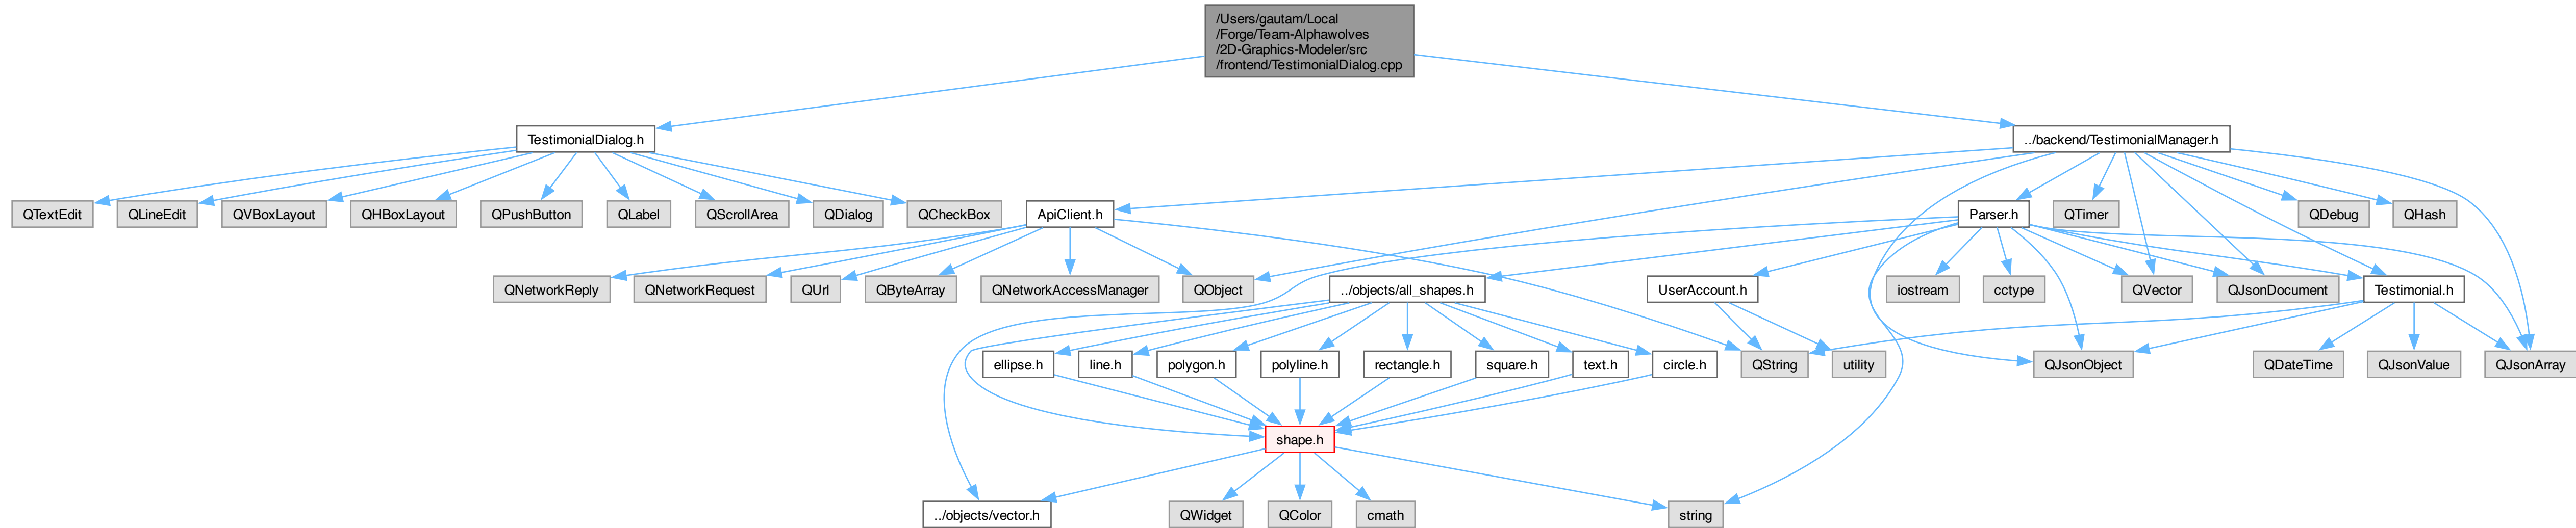 /Users/gautam/Local
/Forge/Team-Alphawolves
/2D-Graphics-Modeler/src
/frontend/TestimonialDialog.cpp
TestimonialDialog.h
../backend/TestimonialManager.h
QTextEdit
QLineEdit
QVBoxLayout
QHBoxLayout
QPushButton
QLabel
QScrollArea
QDialog
QCheckBox
ApiClient.h
Parser.h
QTimer
QDebug
QHash
QNetworkReply
QNetworkRequest
QUrl
QByteArray
QNetworkAccessManager
QObject
../objects/all_shapes.h
UserAccount.h
iostream
cctype
QVector
QJsonDocument
Testimonial.h
ellipse.h
line.h
polygon.h
polyline.h
rectangle.h
square.h
text.h
circle.h
QString
utility
QJsonObject
QDateTime
QJsonValue
QJsonArray
shape.h
../objects/vector.h
QWidget
QColor
cmath
string